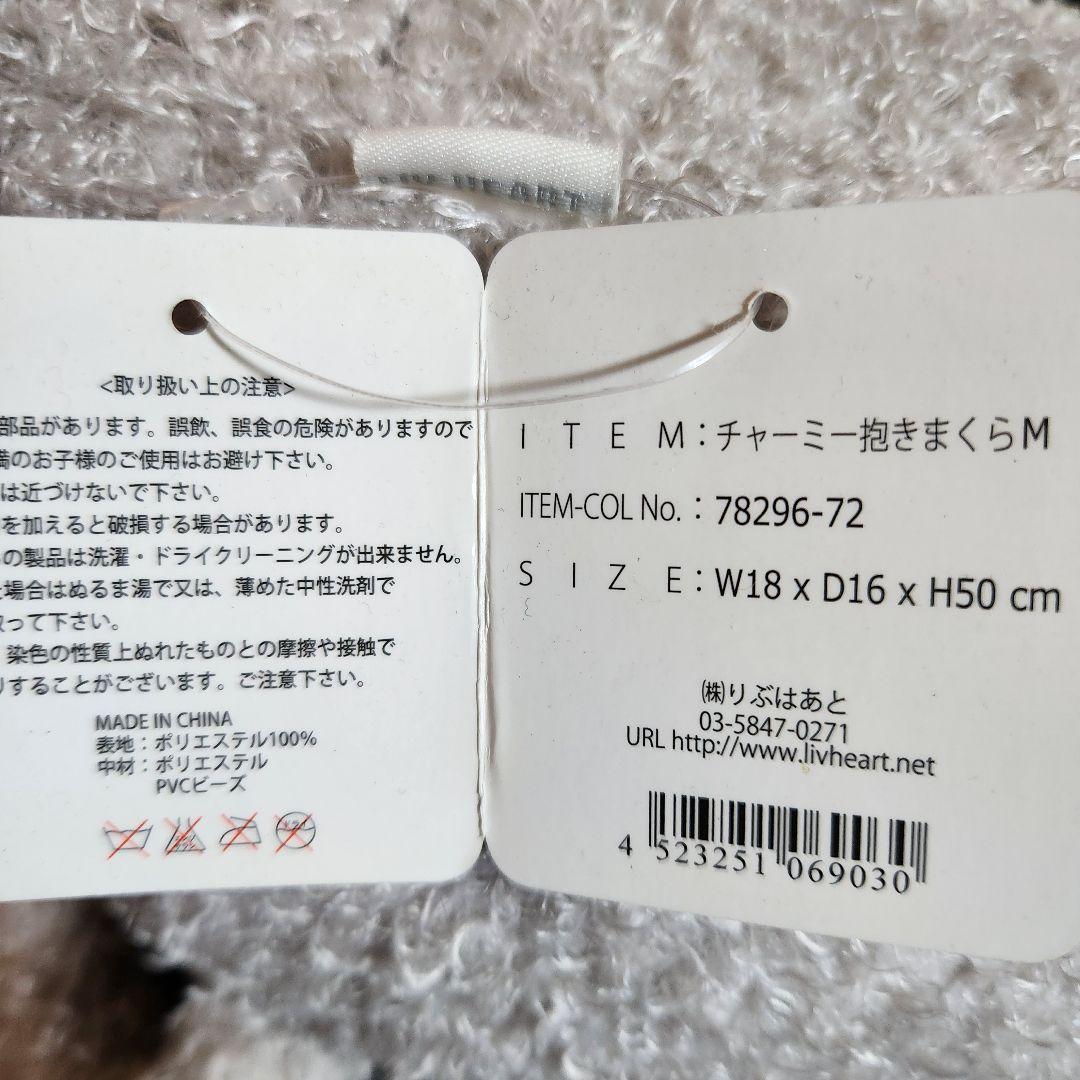 <取り扱い上の注意>
部品があります。誤飲、誤食の危険がありますので
満のお子様のご使用はお避け下さい。
は近づけないで下さい。
を加えると破損する場合があります。
の製品は洗濯・ドライクリーニングが出来ません。
場合はぬるま湯で又は、薄めた中性洗剤で
って下さい。
染色の性質上ぬれたものとの摩擦や接触で
りすることがございます。ご注意下さい。
MADE IN CHINA
表地：ポリエステル100%
中材：ポリエステル
PVCビーズ
ITEM：チャーミー抱きまくらM
ITEM-COL No.：78296-72
SIZE：W18 x D16 x H50 cm
㈱りぶはあと
03-5847-0271
URL http://www.livheart.net
4 523251 069030